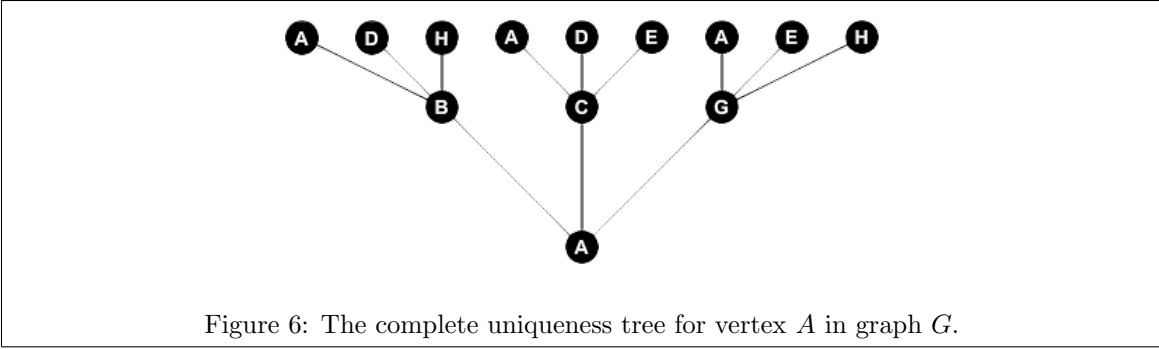 A D H A D E A E H
B C G
A
Figure 6: The complete uniqueness tree for vertex A in graph G.